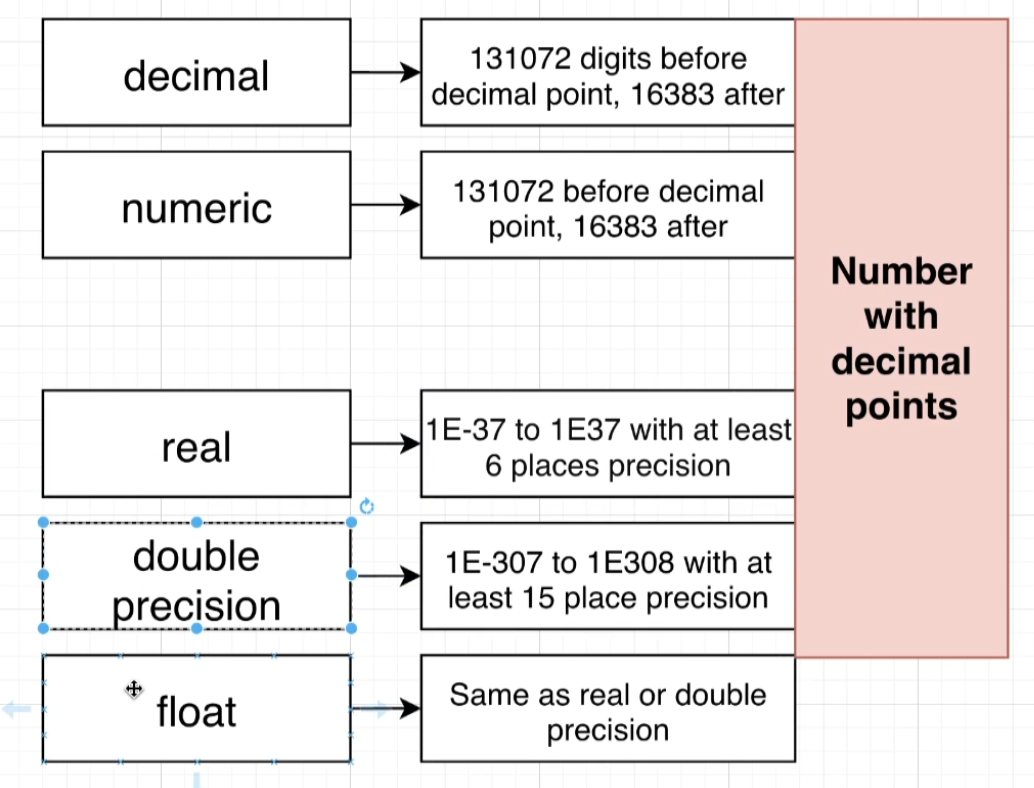 decimal
131072 digits before
decimal point, 16383 after
numeric
131072 before decimal
point, 16383 after
real
1E-37 to 1E37 with at least
6 places precision
double
precision
1E-307 to 1E308 with at
least 15 place precision
float
Same as real or double
precision
Number
with
decimal
points